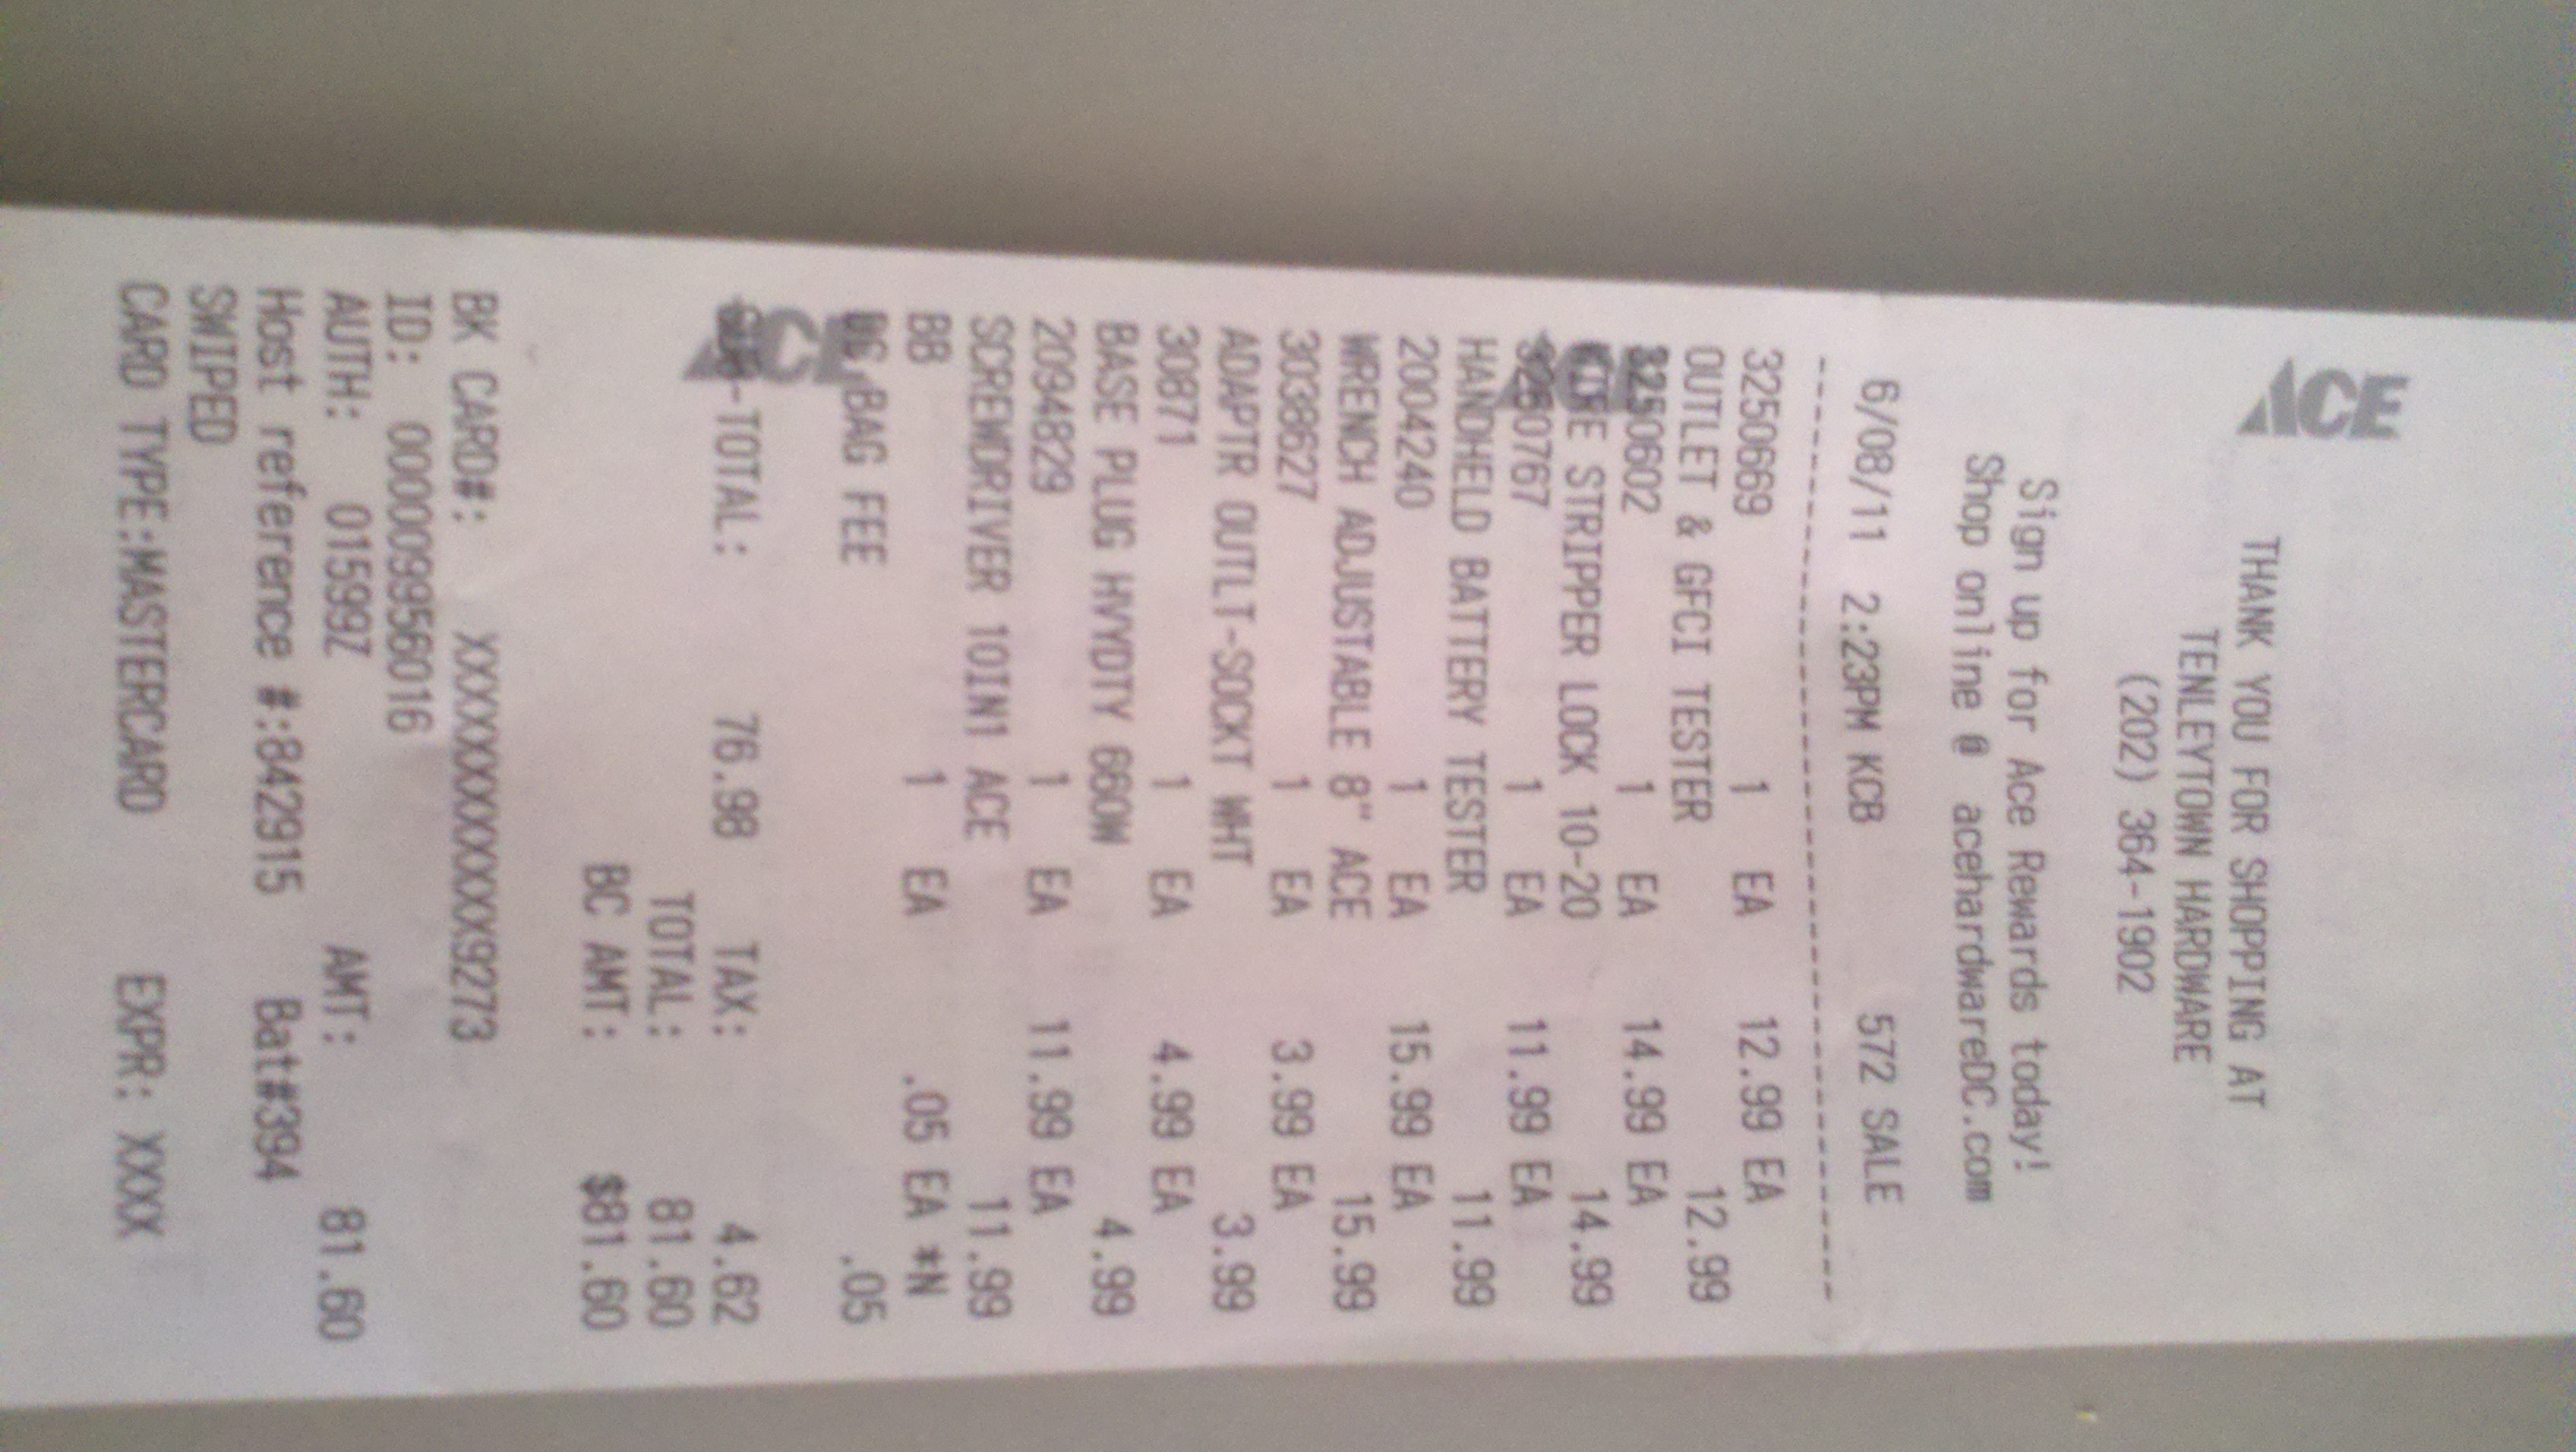 ACE
THANK YOU FOR SHOPPING AT
TENLEYTOWN HARDWARE
(202) 364-1902
Sign up for Ace Rewards today!
Shop online @ acehardwareDC.com
6/08/11 2:23PM KCB 572 SALE
3250669 1 EA 12.99 EA
OUTLET & GFCI TESTER 12.99
3250602 1 EA 14.99 EA
WIRE STRIPPER LOCK 10-20 14.99
3260767 1 EA 11.99 EA
HANDHELD BATTERY TESTER 11.99
2004240 1 EA 15.99 EA
WRENCH ADJUSTABLE 8" ACE 15.99
3038627 1 EA 3.99 EA
ADAPTR OUTLT-SOCKT WHT 3.99
30871 1 EA 4.99 EA
BASE PLUG HVYDTY 660W 4.99
2094829 1 EA 11.99 EA
SCREWDRIVER 10IN1 ACE 11.99
BB 1 EA .05 EA *N
DC BAG FEE .05
ACE
SUB-TOTAL: 76.98 TAX: 4.62
TOTAL: 81.60
BC AMT: $81.60
BK CARD#: XXXXXXXXXXXX9273
ID: 000009956016
AUTH: 01599Z AMT: 81.60
Host reference #:842915 Bat#394
SWIPED
CARD TYPE:MASTERCARD EXPR: XXXX